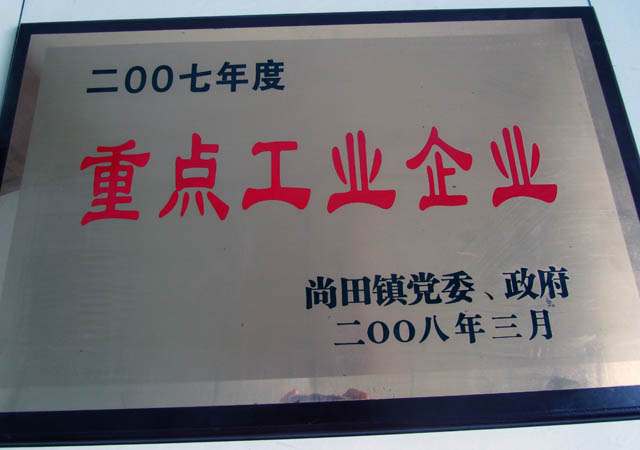 二00七年度
重点工业企业
尚田镇党委、政府
二00八年三月